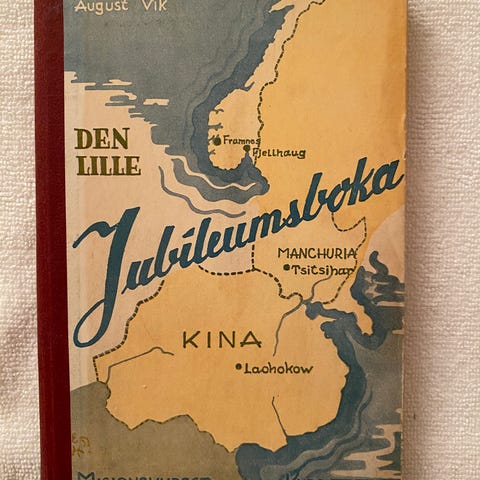 August Vik
DEN
LILLE
Jubileumsboka
Framnes
Fjellhaug
MANCHURIA
Tsitsihar
KINA
Laohokow